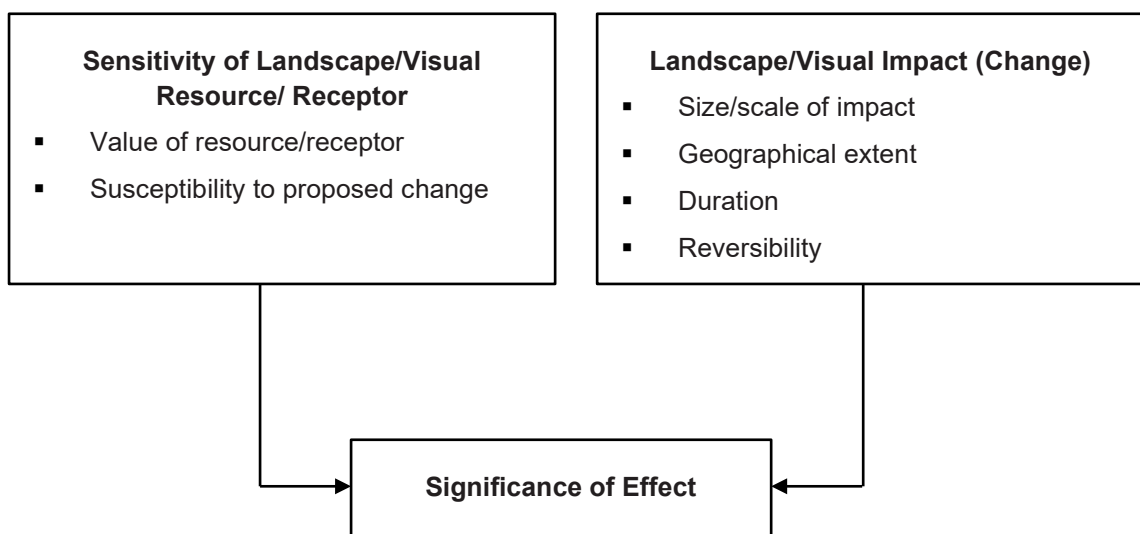 Sensitivity of Landscape/Visual
Resource/ Receptor
▪ Value of resource/receptor
▪ Susceptibility to proposed change
Landscape/Visual Impact (Change)
▪ Size/scale of impact
▪ Geographical extent
▪ Duration
▪ Reversibility
Significance of Effect